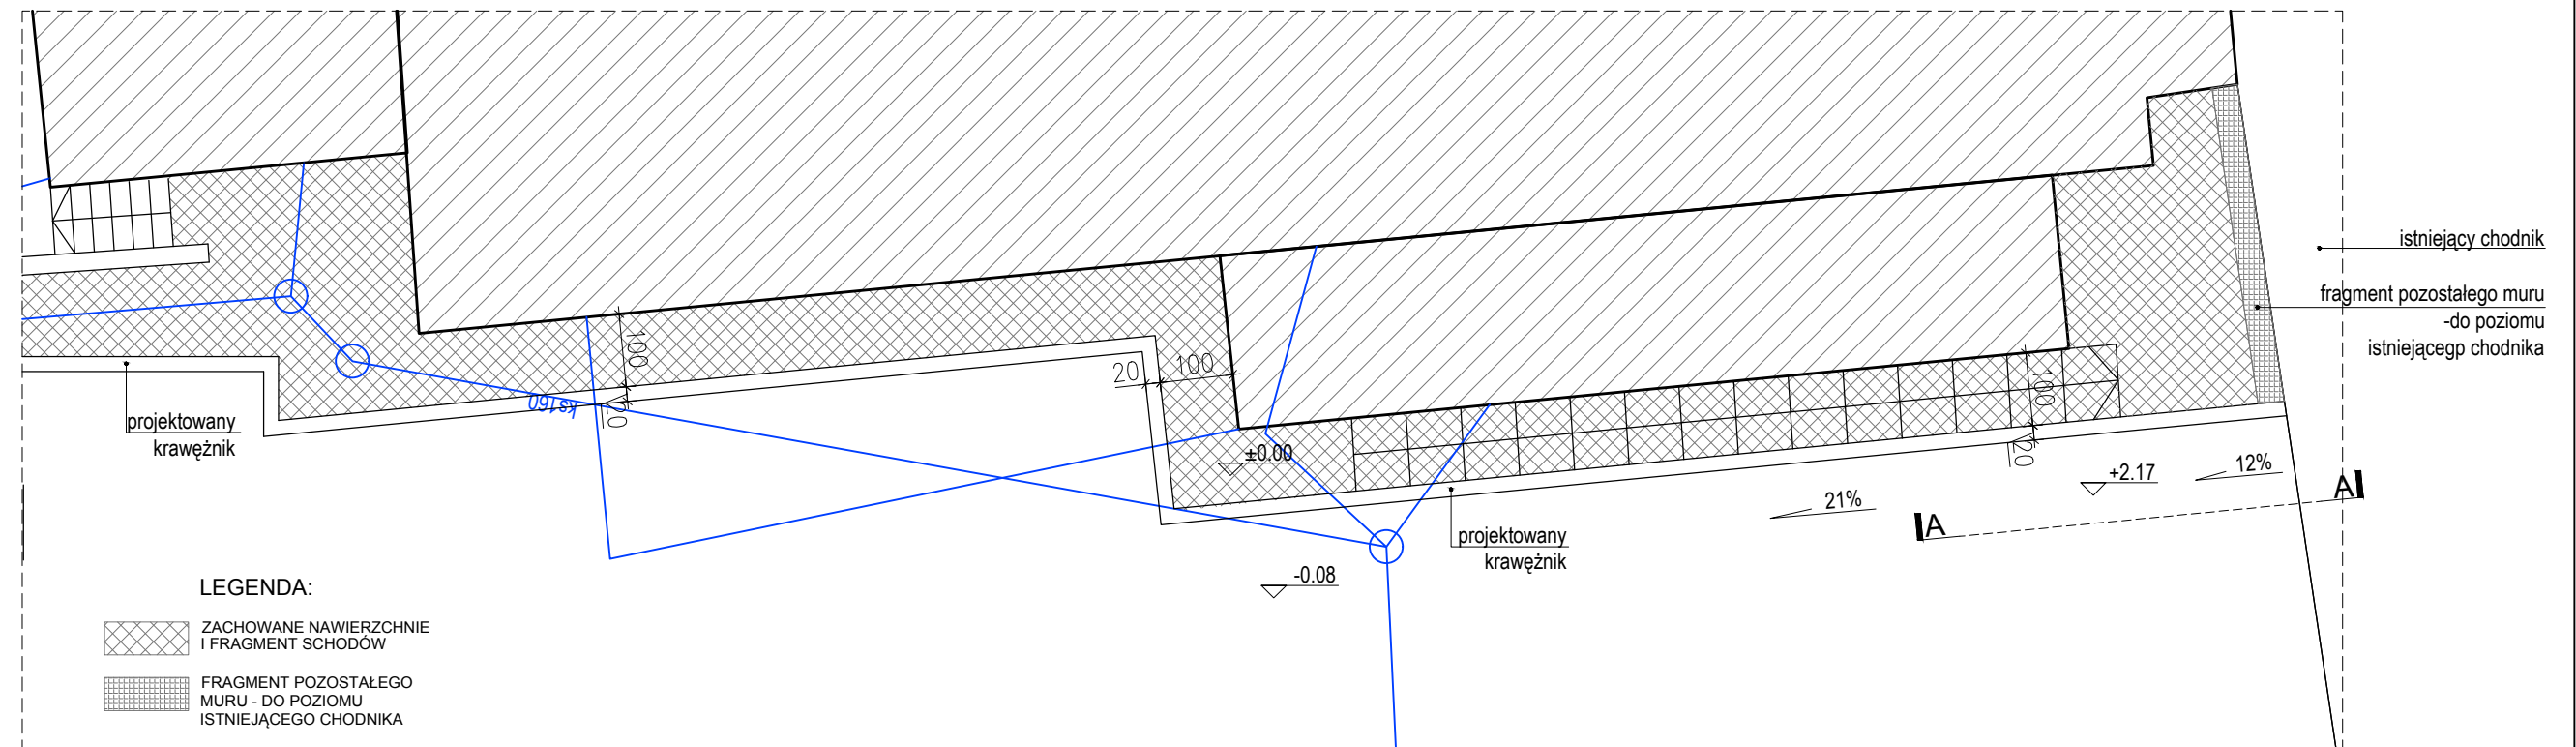 istniejący chodnik
fragment pozostałego muru
-do poziomu
istniejącegp chodnika
100
20
100
20
ks160
projektowany
krawężnik
100
20
±0.00
+2.17
12%
21%
A
A
projektowany
krawężnik
-0.08
LEGENDA:
ZACHOWANE NAWIERZCHNIE
I FRAGMENT SCHODÓW
FRAGMENT POZOSTAŁEGO
MURU - DO POZIOMU
ISTNIEJĄCEGO CHODNIKA